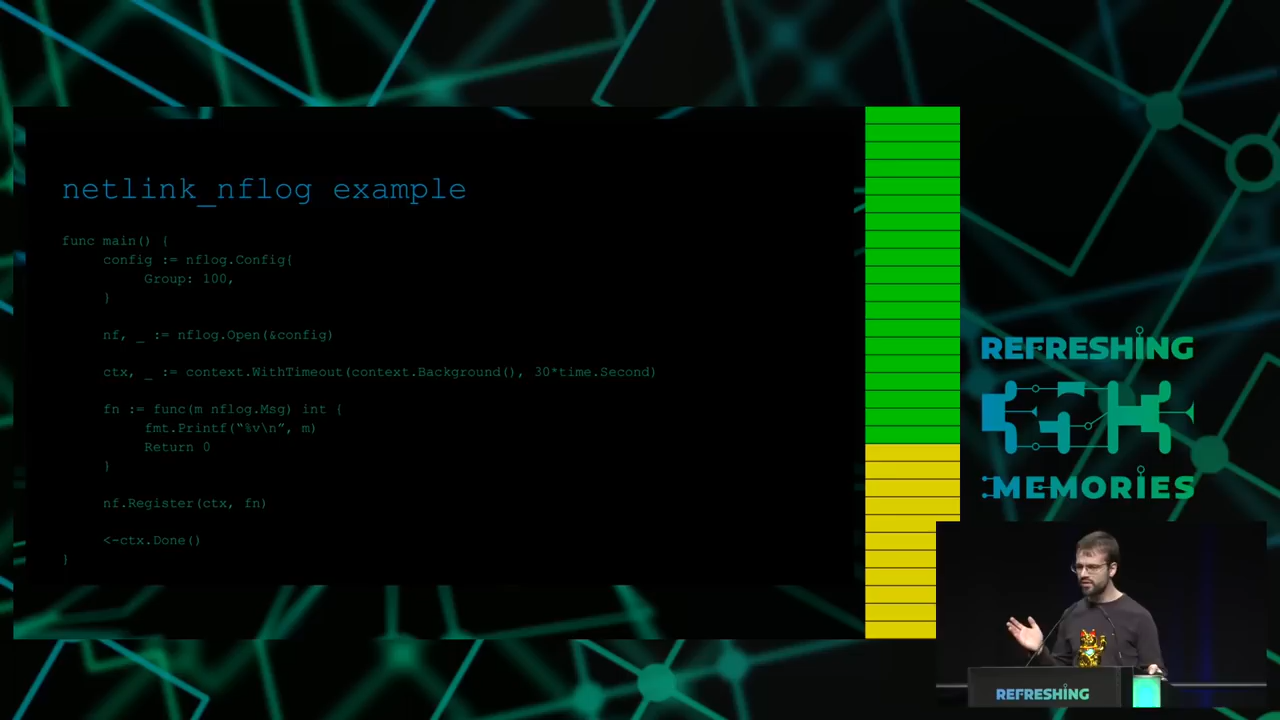 netlink_nflog example
func main() {
config := nflog.Config{
Group: 100,
}
nf, _ := nflog.Open(&config)
ctx, _ := context.WithTimeout(context.Background(), 30*time.Second)
fn := func(m nflog.Msg) int {
fmt.Printf(“%v\n”, m)
Return 0
}
nf.Register(ctx, fn)
<-ctx.Done()
}
REFRESHING
MEMORIES
REFRESHING